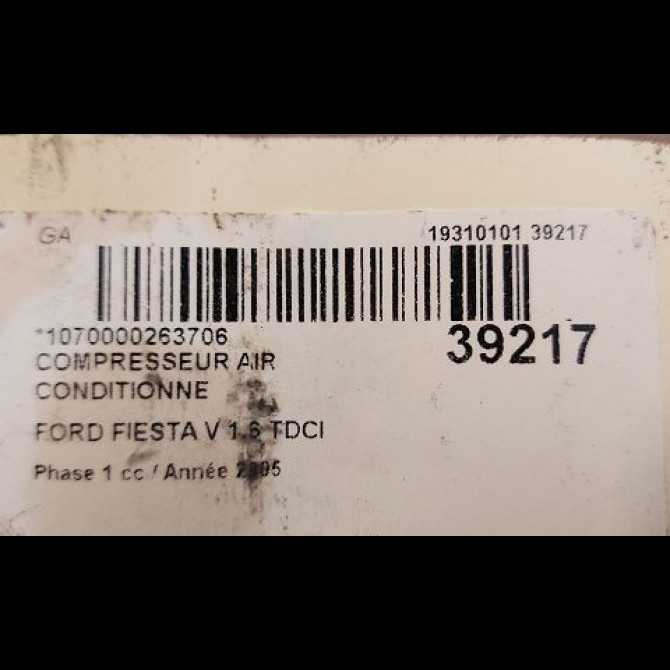 GA 19310101 39217
*1070000263706
39217
COMPRESSEUR AIR
CONDITIONNE
FORD FIESTA V 1.6 TDCI
Phase 1 cc / Année 2005